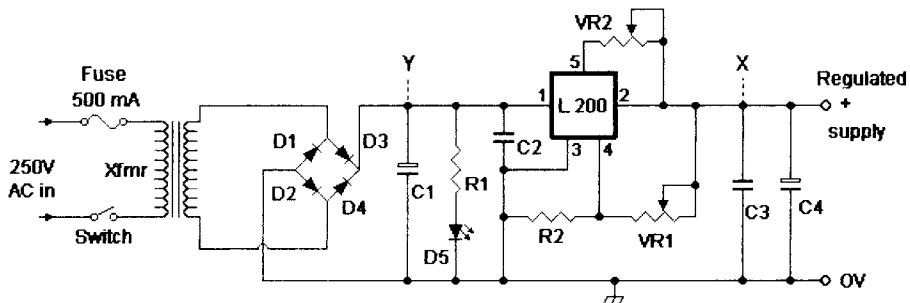 Fuse
500 mA
250V
AC in
Xfmr
Switch
D1
D2
D3
D4
Y
C1
R1
D5
C2
1
L 200
2
3
4
5
VR2
R2
VR1
X
C3
C4
Regulated
+
supply
0V